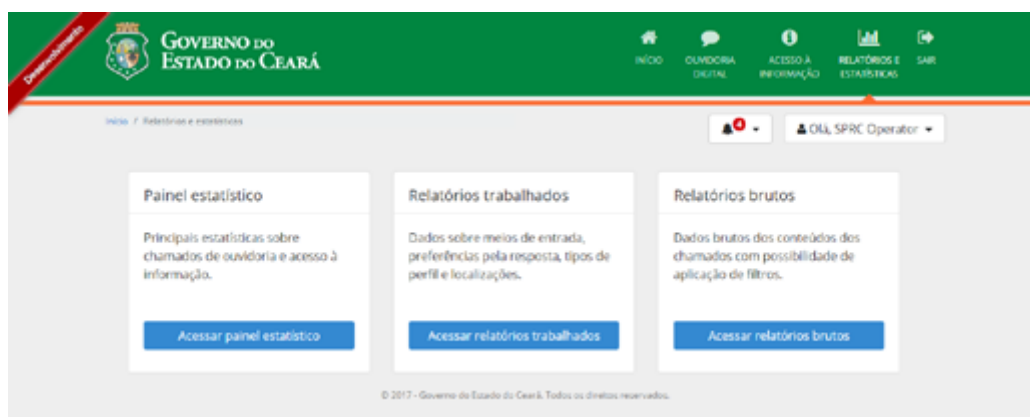 Desenvolvimento
GOVERNO DO
ESTADO DO CEARÁ
INÍCIO
OUVIDORIA
DIGITAL
ACESSO À
INFORMAÇÃO
RELATÓRIOS E
ESTATÍSTICAS
SAIR
Início / Relatórios e estatísticas
4
Olá, SPRC Operator
Painel estatístico
Principais estatísticas sobre
chamados de ouvidoria e acesso à
informação.
Acessar painel estatístico
Relatórios trabalhados
Dados sobre meios de entrada,
preferências pela resposta, tipos de
perfil e localizações.
Acessar relatórios trabalhados
Relatórios brutos
Dados brutos dos conteúdos dos
chamados com possibilidade de
aplicação de filtros.
Acessar relatórios brutos
© 2017 - Governo do Estado do Ceará. Todos os direitos reservados.